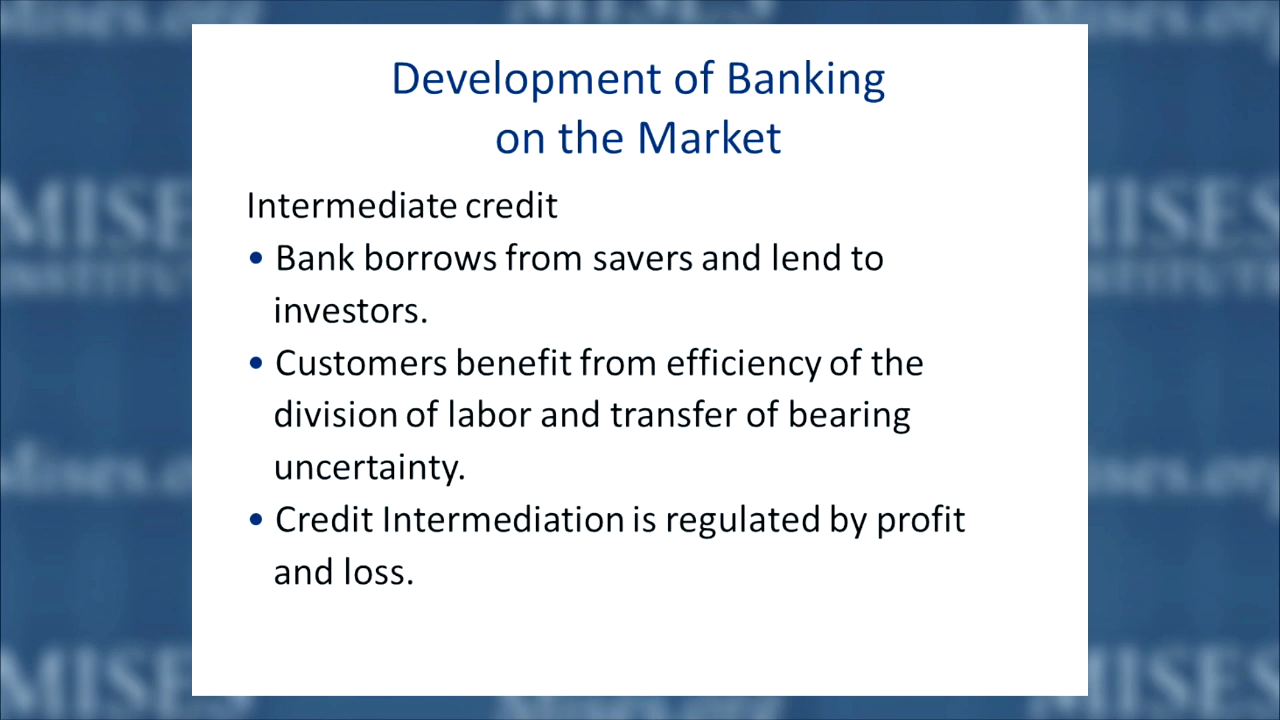 Development of Banking
on the Market
Intermediate credit
• Bank borrows from savers and lend to
investors.
• Customers benefit from efficiency of the
division of labor and transfer of bearing
uncertainty.
• Credit Intermediation is regulated by profit
and loss.